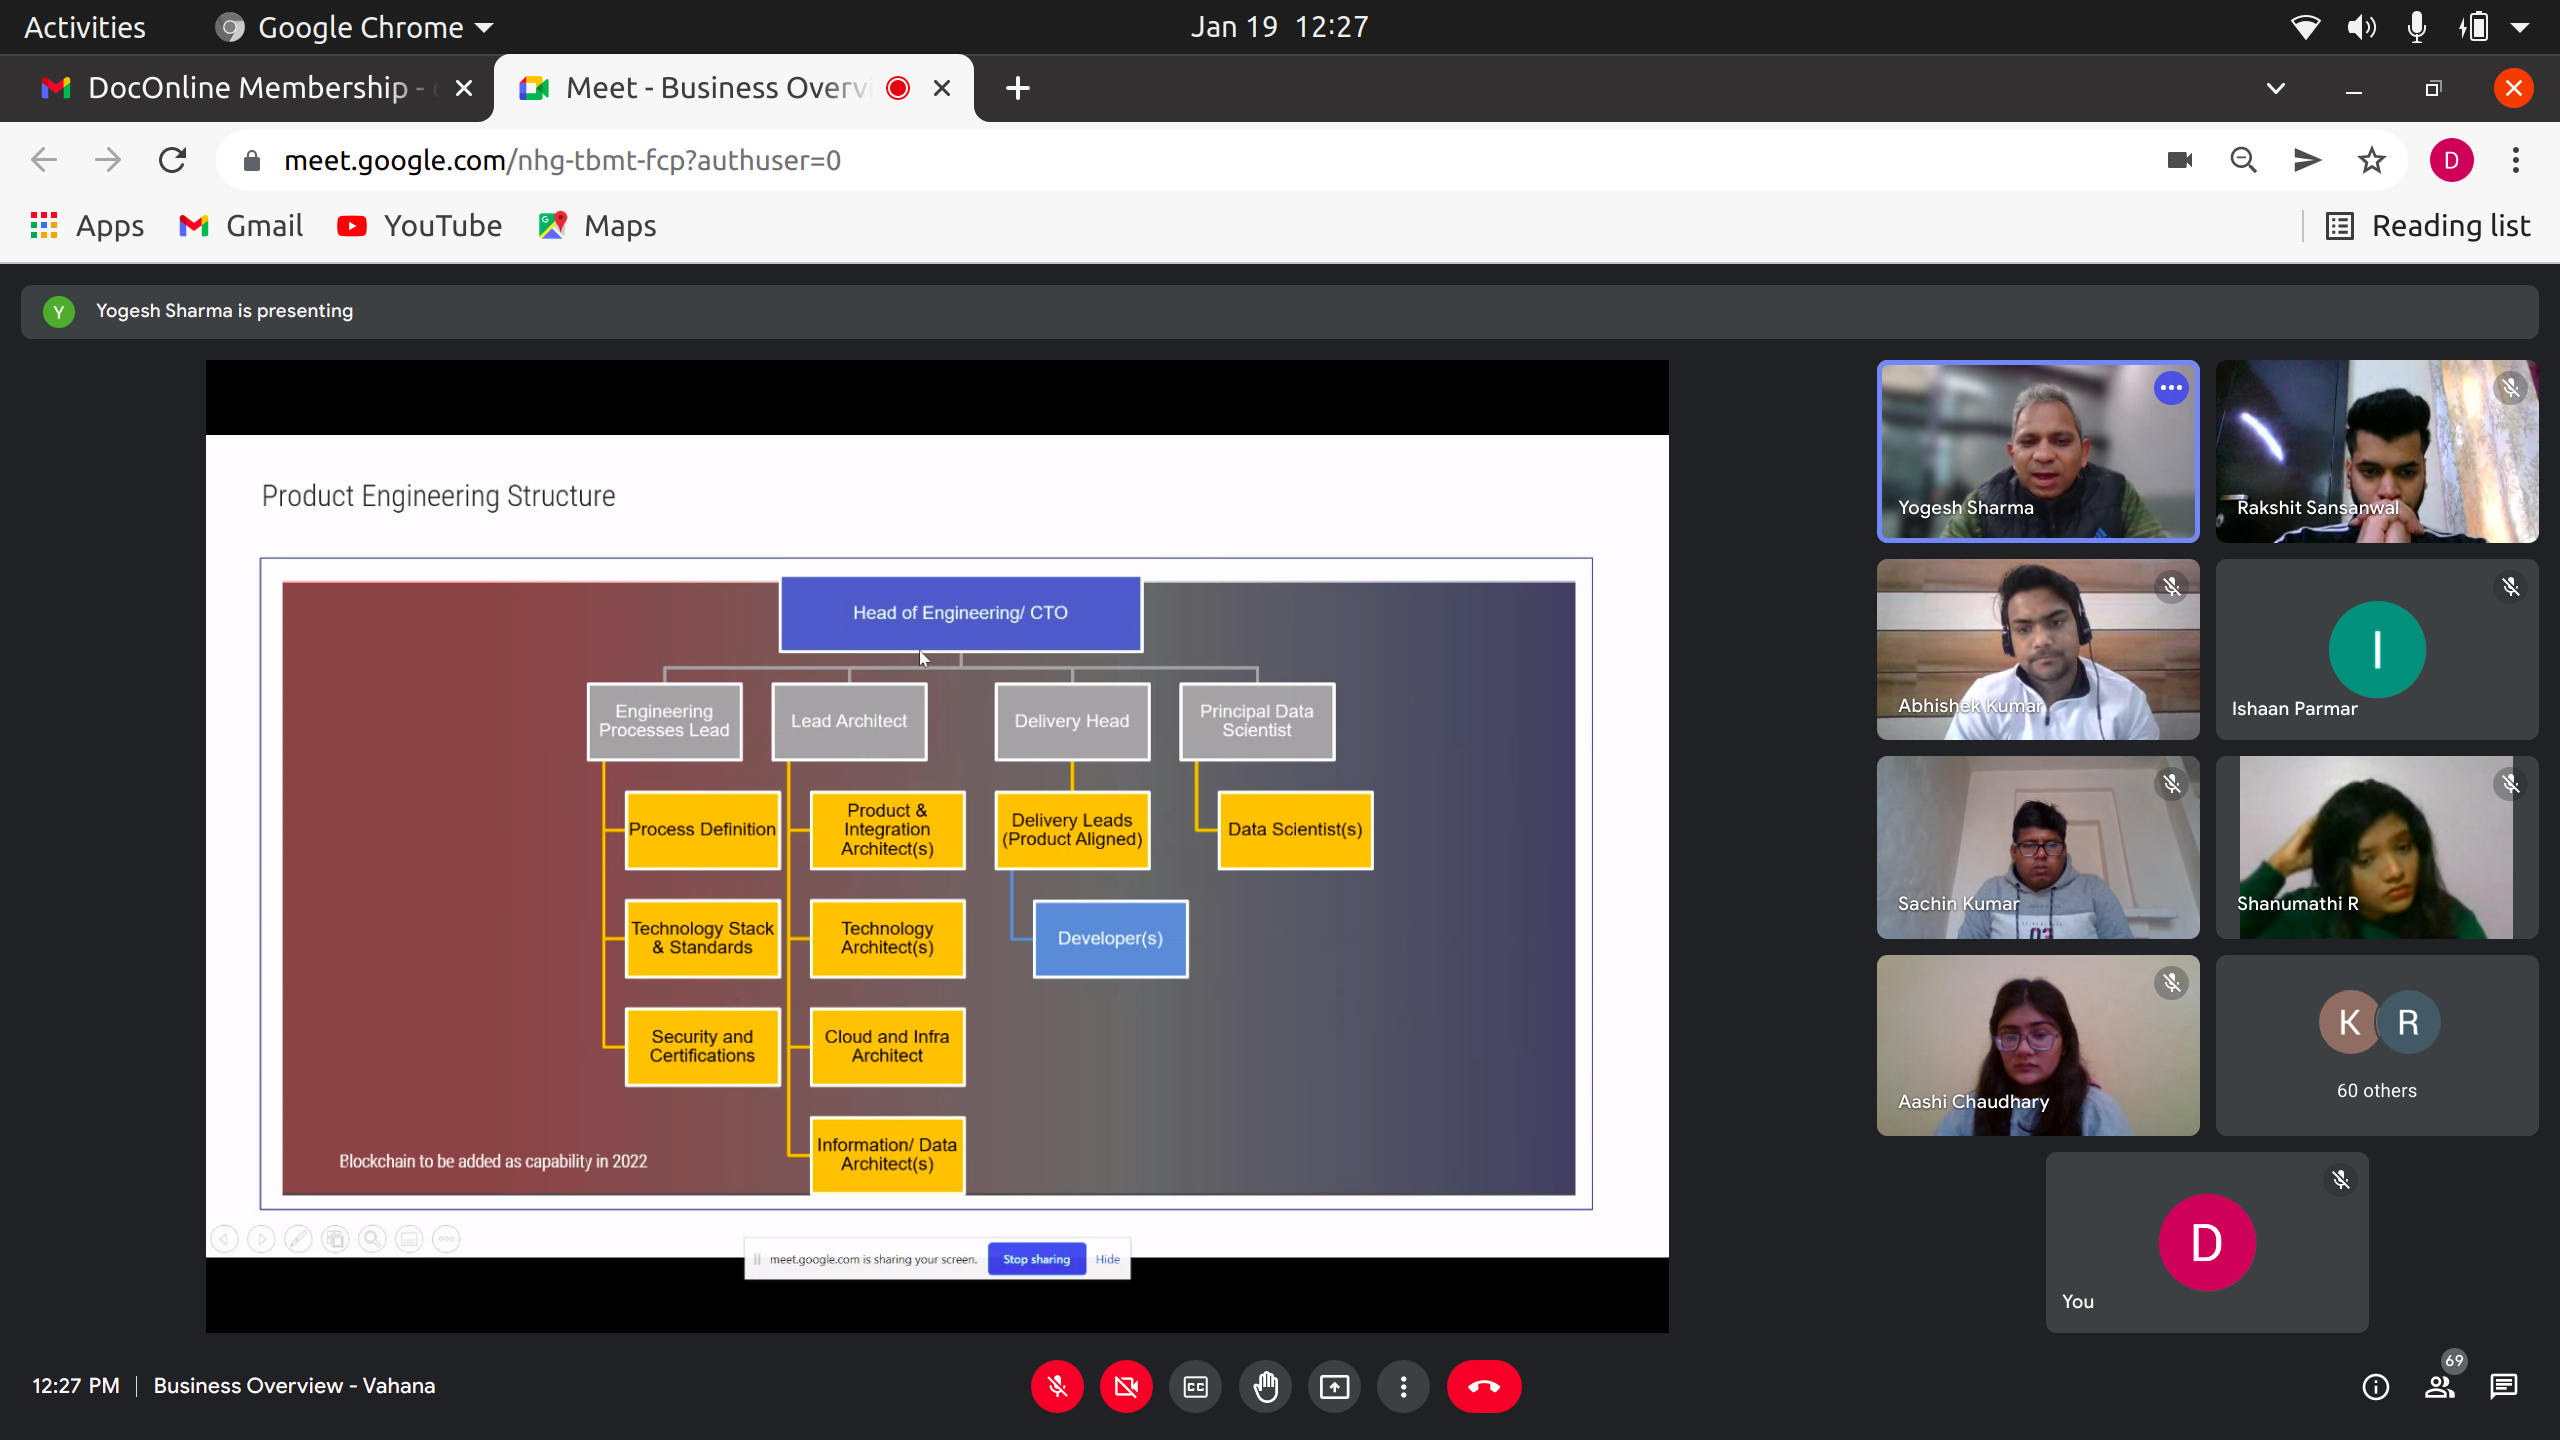 Activities
Google Chrome
Jan 19 12:27
DocOnline Membership -
Meet - Business Overvi
meet.google.com/nhg-tbmt-fcp?authuser=0
D
Apps
Gmail
YouTube
Maps
Reading list
Y
Yogesh Sharma is presenting
Product Engineering Structure
Head of Engineering/ CTO
Engineering
Processes Lead
Lead Architect
Delivery Head
Principal Data
Scientist
Process Definition
Product &
Integration
Architect(s)
Delivery Leads
(Product Aligned)
Data Scientist(s)
Technology Stack
& Standards
Technology
Architect(s)
Developer(s)
Security and
Certifications
Cloud and Infra
Architect
Information/ Data
Architect(s)
Blockchain to be added as capability in 2022
meet.google.com is sharing your screen.
Stop sharing
Hide
Yogesh Sharma
Rakshit Sansanwal
Abhishek Kumar
I
Ishaan Parmar
Sachin Kumar
Shanumathi R
Aashi Chaudhary
K
R
60 others
D
You
12:27 PM
Business Overview - Vahana
CC
69